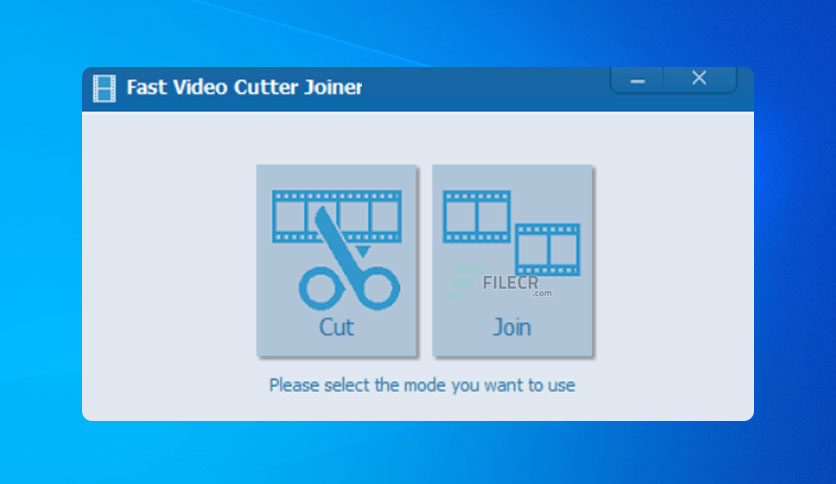 Fast Video Cutter Joiner
FILECR
.com
Cut
Join
Please select the mode you want to use